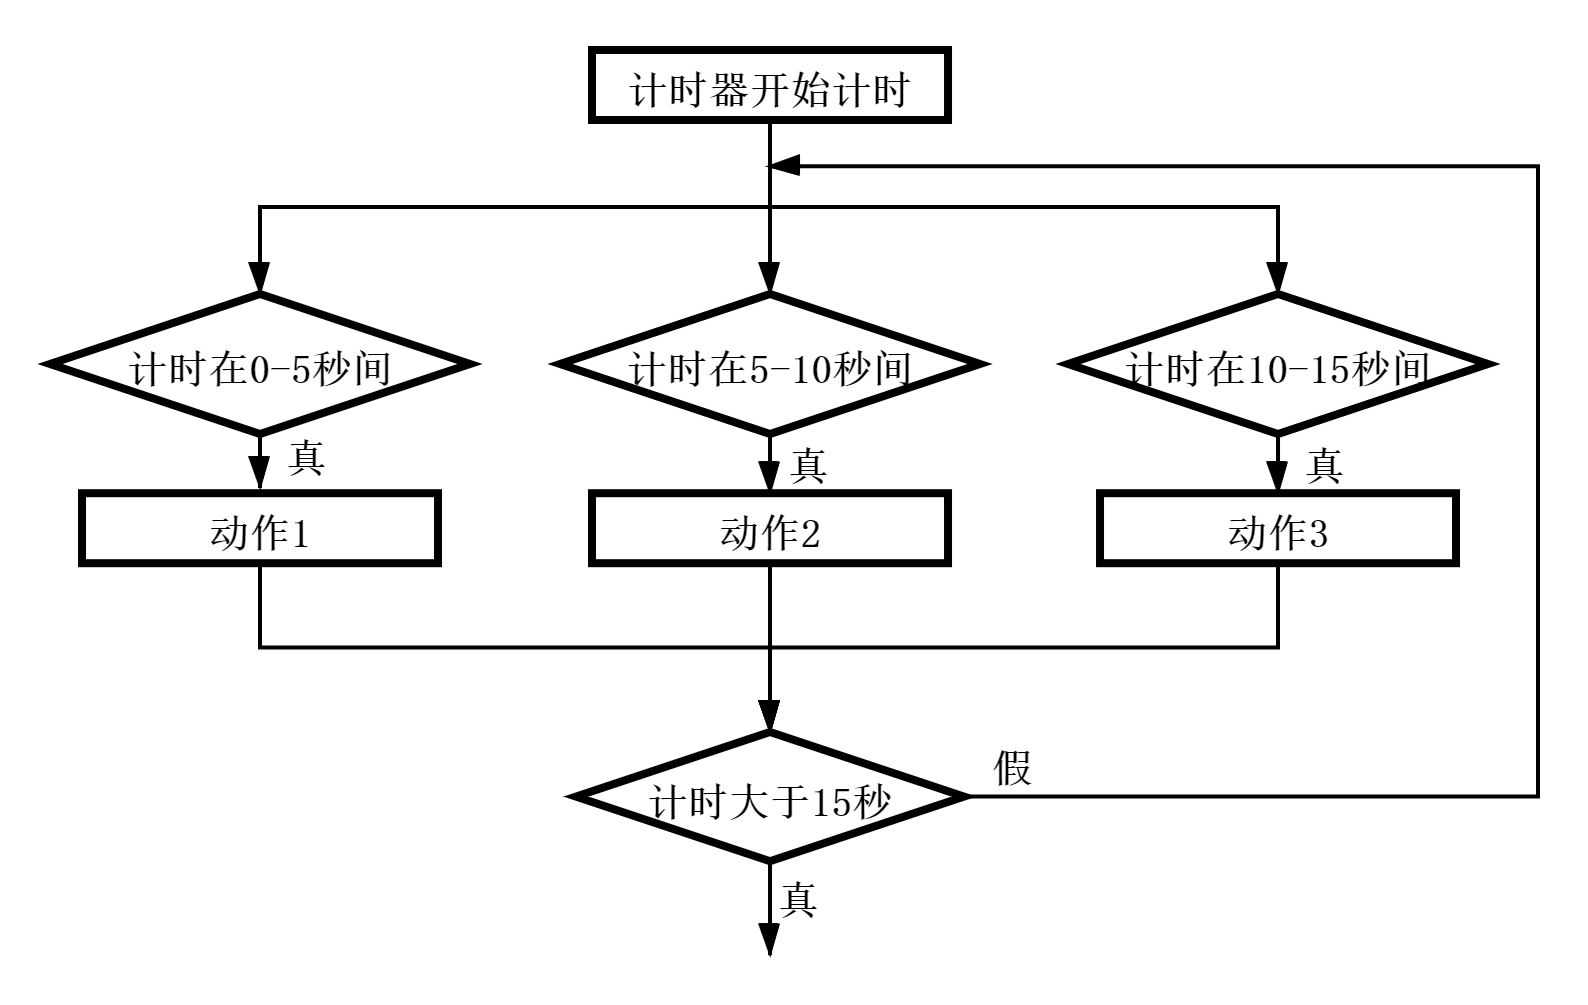 计时器开始计时
计时在0-5秒间
计时在5-10秒间
计时在10-15秒间
真
真
真
动作1
动作2
动作3
计时大于15秒
假
真